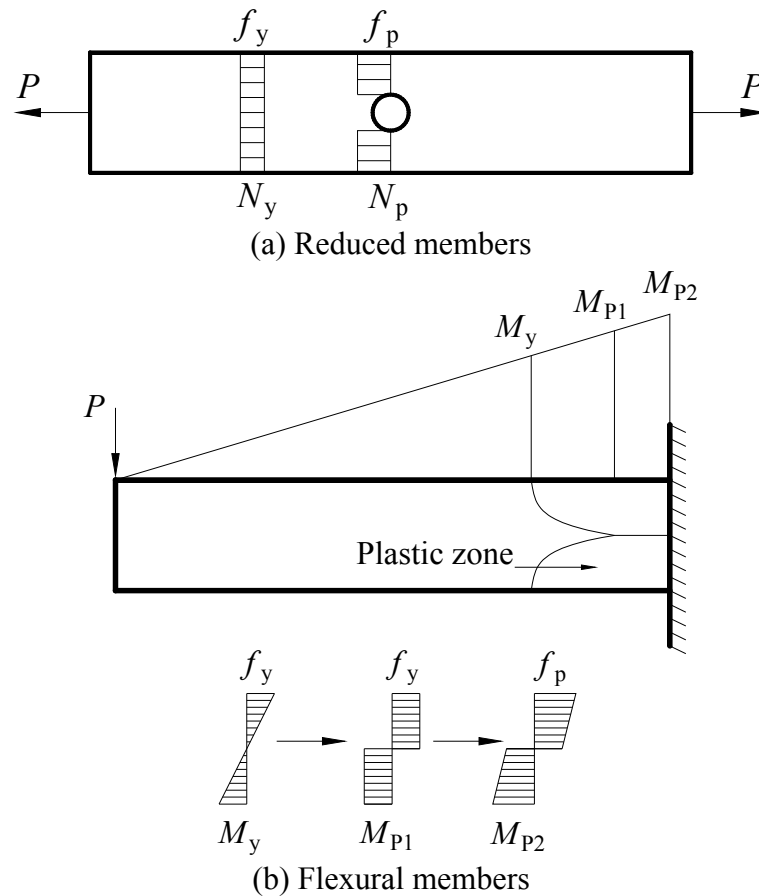 f_y f_p
P P
N_y N_p
(a) Reduced members
M_P2
M_P1
M_y
P
Plastic zone
f_y f_y f_p
M_y M_P1 M_P2
(b) Flexural members